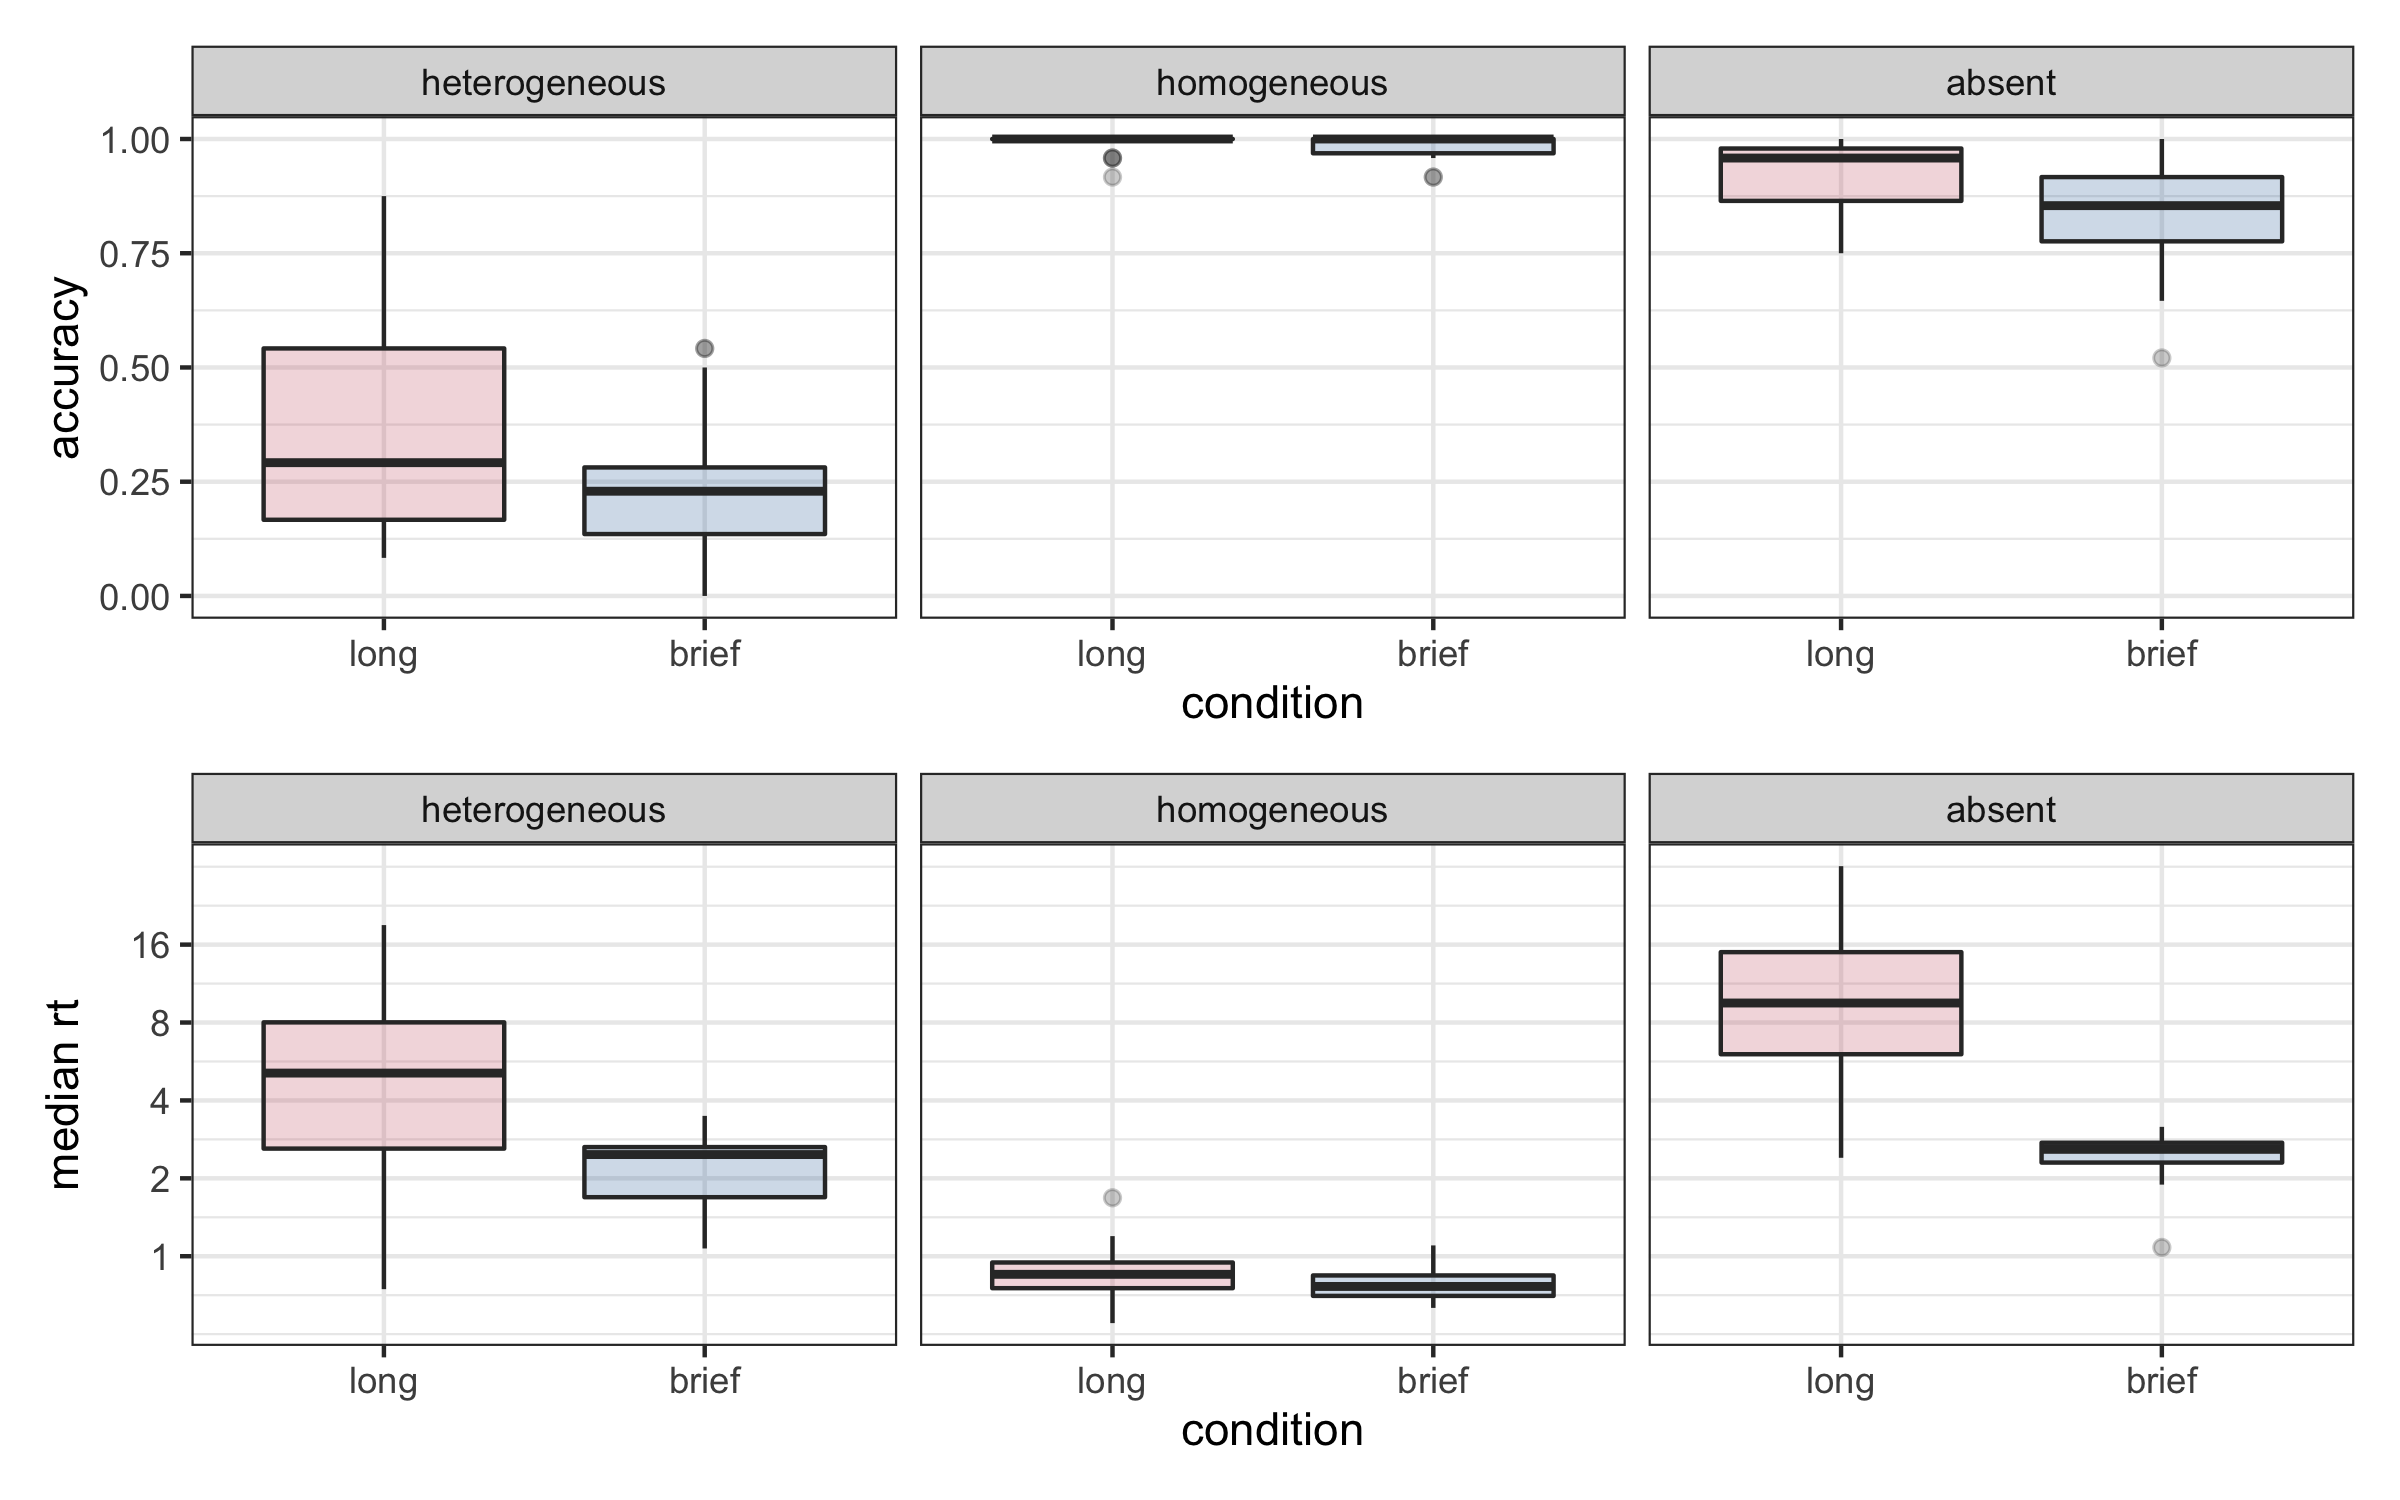 heterogeneous homogeneous absent
accuracy
1.00
0.75
0.50
0.25
0.00
long brief long brief long brief
condition
heterogeneous homogeneous absent
median rt
16
8
4
2
1
long brief long brief long brief
condition